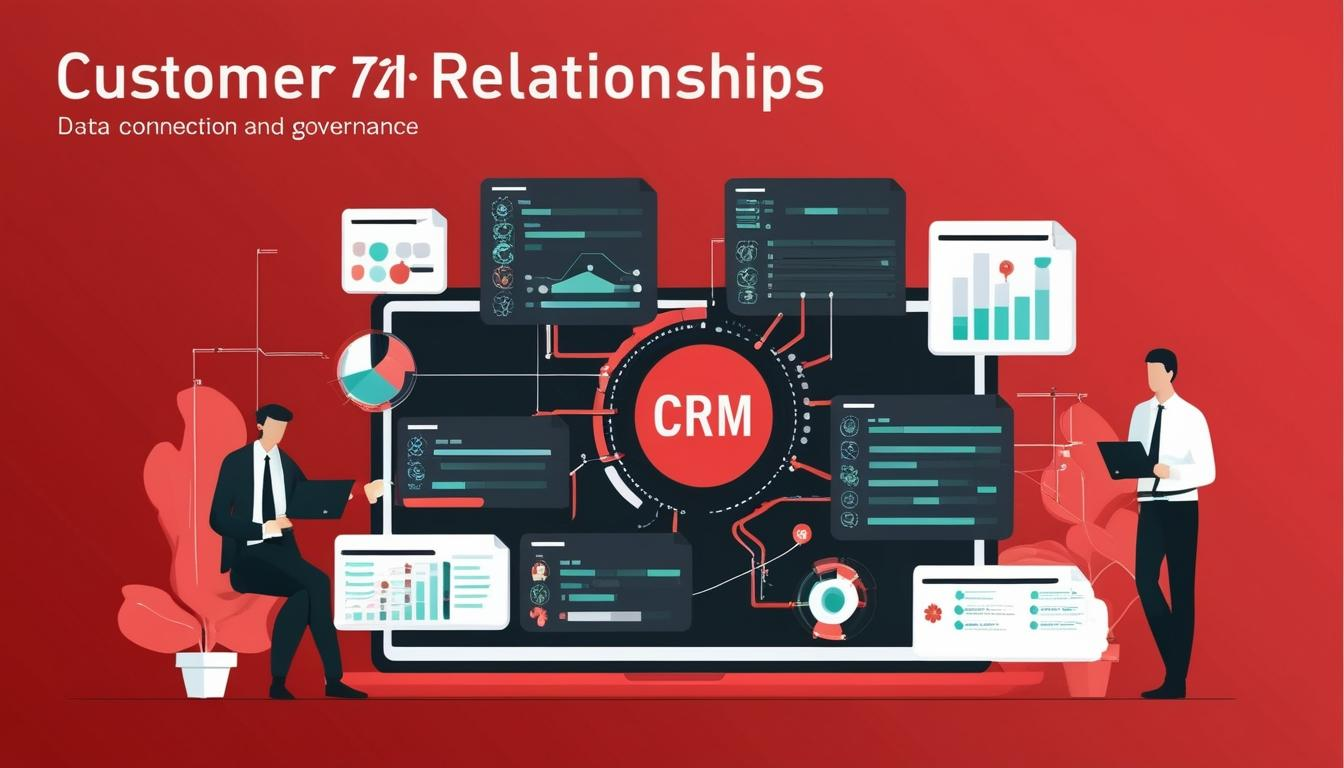 Customer Relationships
Data connection and governance
CRM